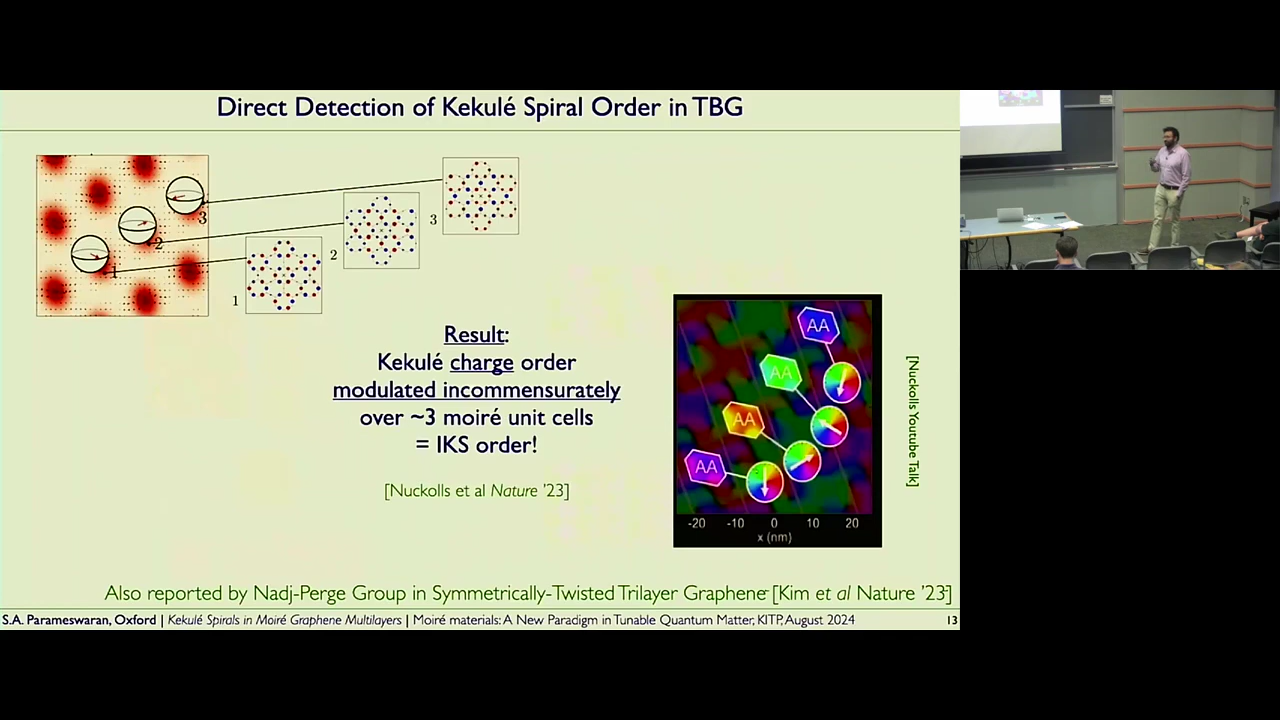 Direct Detection of Kekulé Spiral Order in TBG
3
2
1
3
2
1
Result:
Kekulé charge order
modulated incommensurately
over ~3 moiré unit cells
= IKS order!
[Nuckolls et al Nature '23]
AA
AA
AA
AA
-20 -10 0 10 20
x (nm)
[Nuckolls Youtube Talk]
Also reported by Nadj-Perge Group in Symmetrically-Twisted Trilayer Graphene [Kim et al Nature '23]
S.A. Parameswaran, Oxford | Kekulé Spirals in Moiré Graphene Multilayers | Moiré materials: A New Paradigm in Tunable Quantum Matter, KITP, August 2024
13